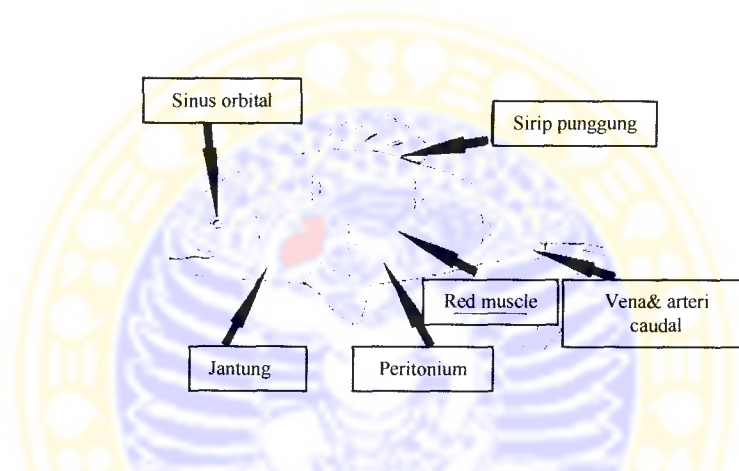 Sinus orbital
Sirip punggung
Red muscle
Vena& arteri
caudal
Jantung
Peritonium